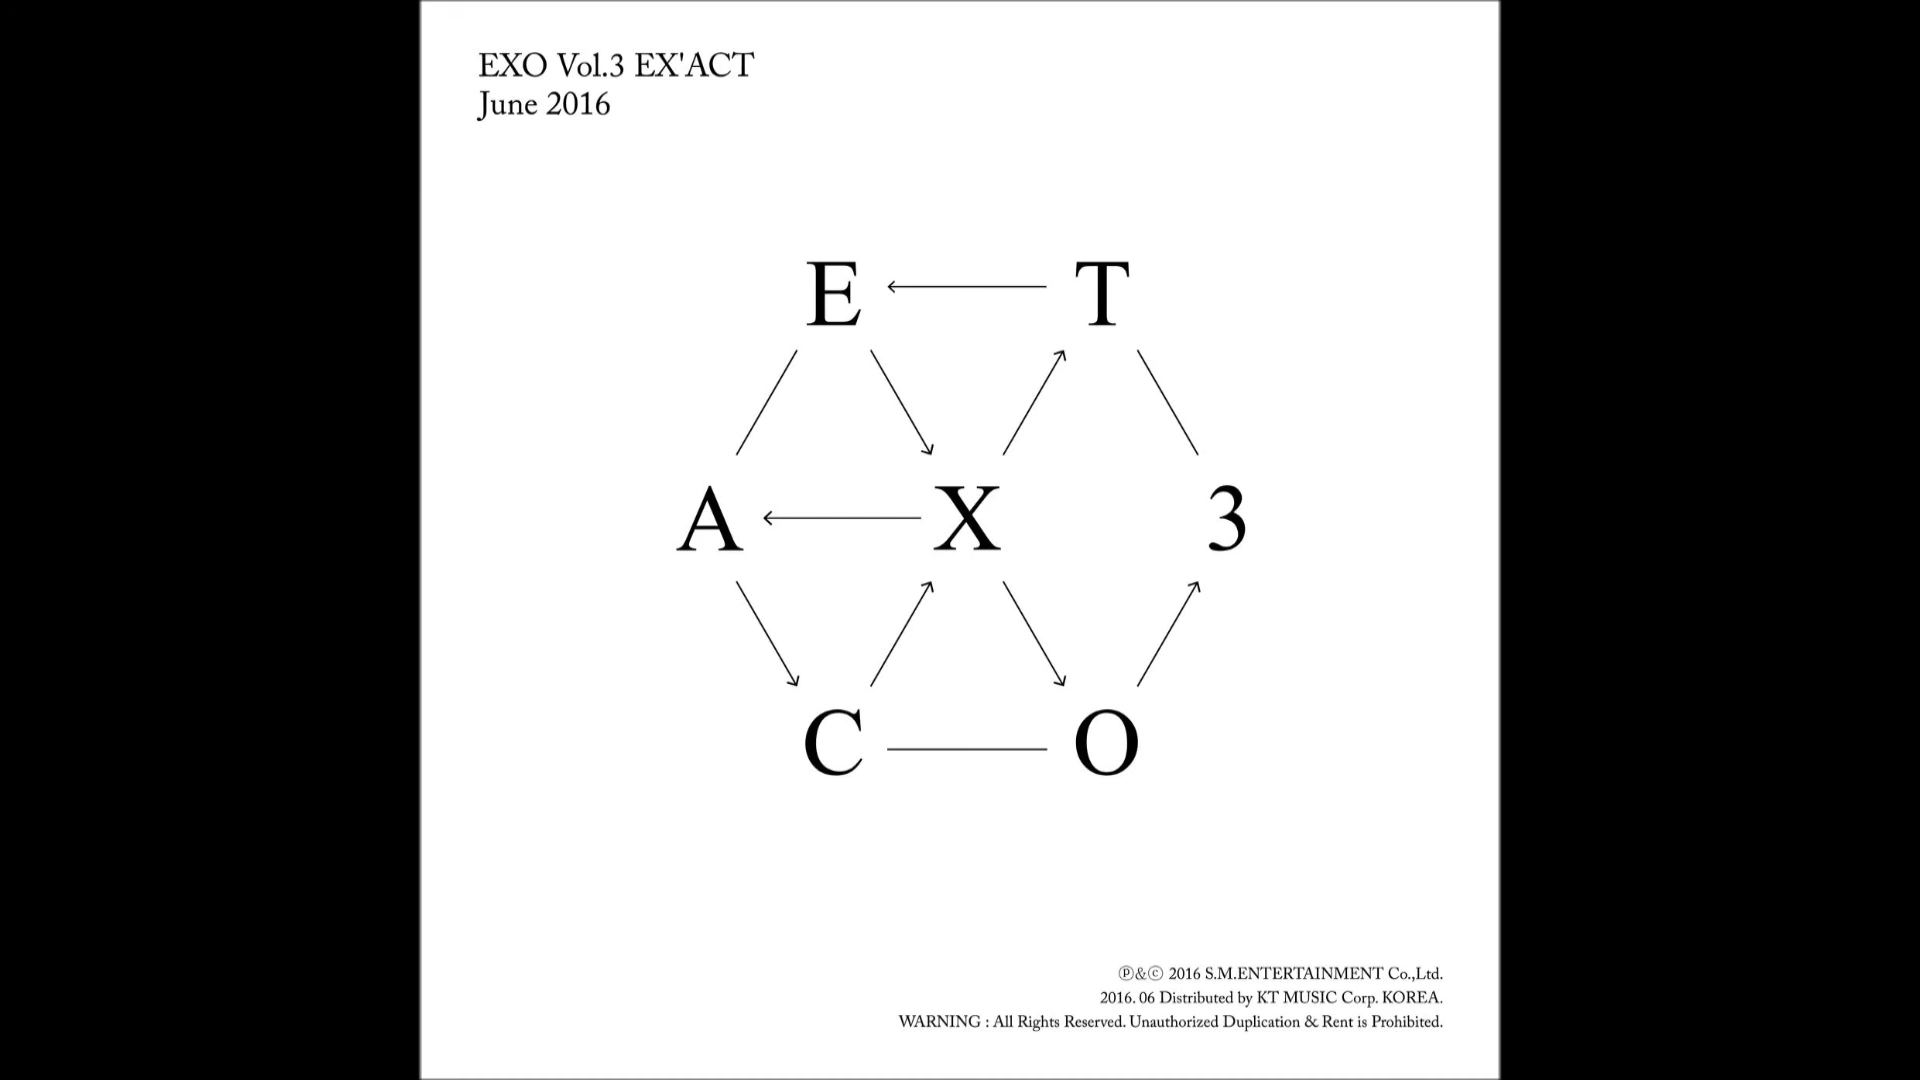 EXO Vol.3 EX'ACT
June 2016
E T
A X 3
C O
Ⓟ&ⓒ 2016 S.M.ENTERTAINMENT Co.,Ltd.
2016. 06 Distributed by KT MUSIC Corp. KOREA.
WARNING : All Rights Reserved. Unauthorized Duplication & Rent is Prohibited.